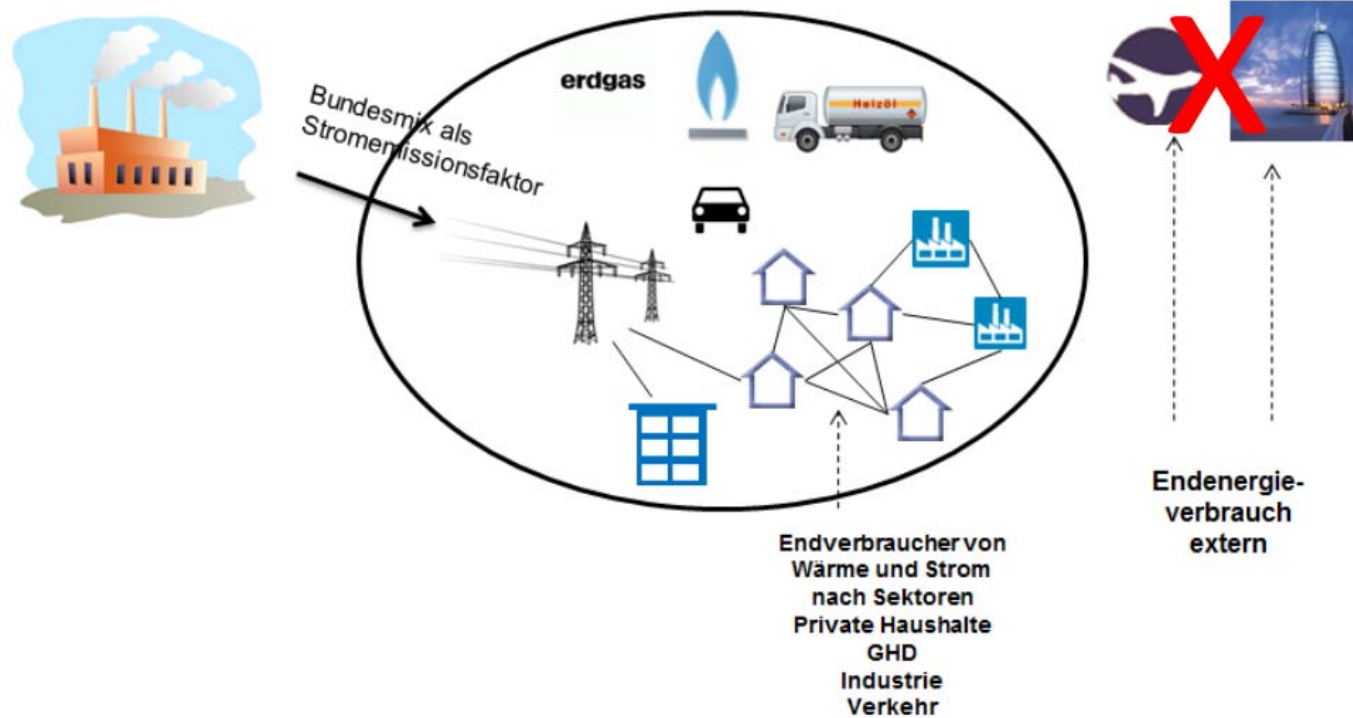 erdgas
Heizöl
Bundesmix als
Stromemissionsfaktor
Endverbraucher von
Wärme und Strom
nach Sektoren
Private Haushalte
GHD
Industrie
Verkehr
Endenergie-
verbrauch
extern